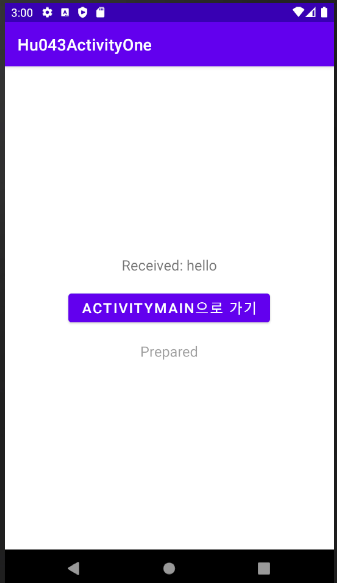 3:00
Hu043ActivityOne
Received: hello
ACTIVITYMAIN으로 가기
Prepared